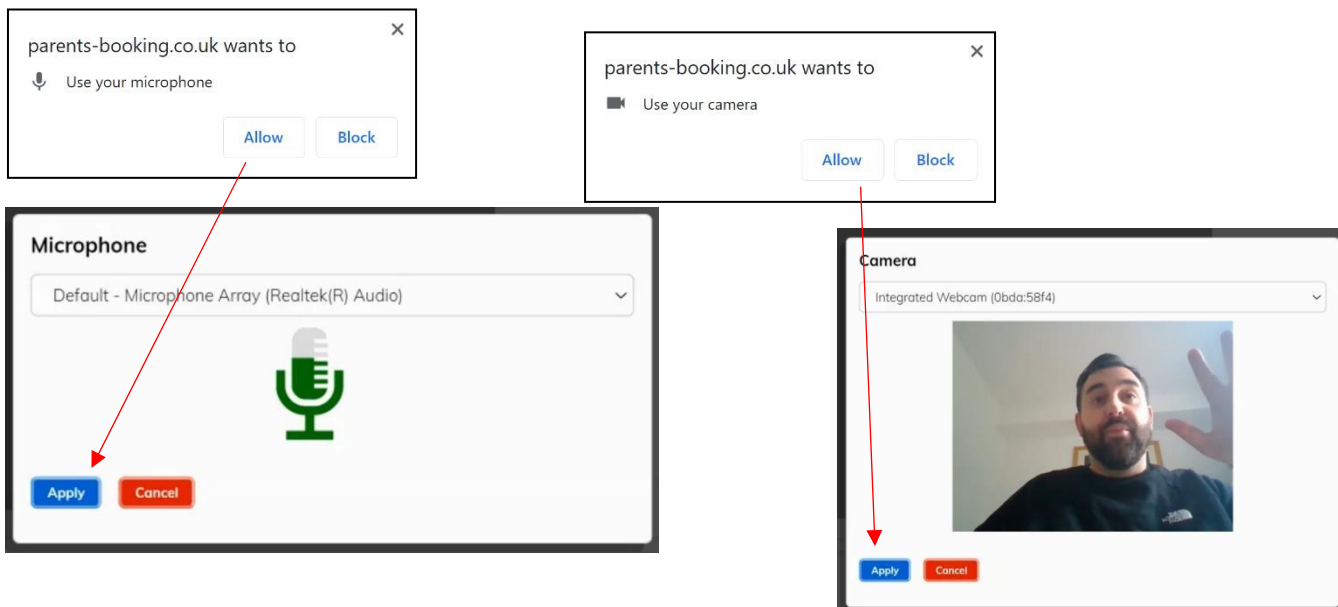 parents-booking.co.uk wants to
Use your microphone
Allow Block
parents-booking.co.uk wants to
Use your camera
Allow Block
Microphone
Default - Microphone Array (Realtek(R) Audio)
Apply Cancel
Camera
Integrated Webcam (0bda:58f4)
Apply Cancel